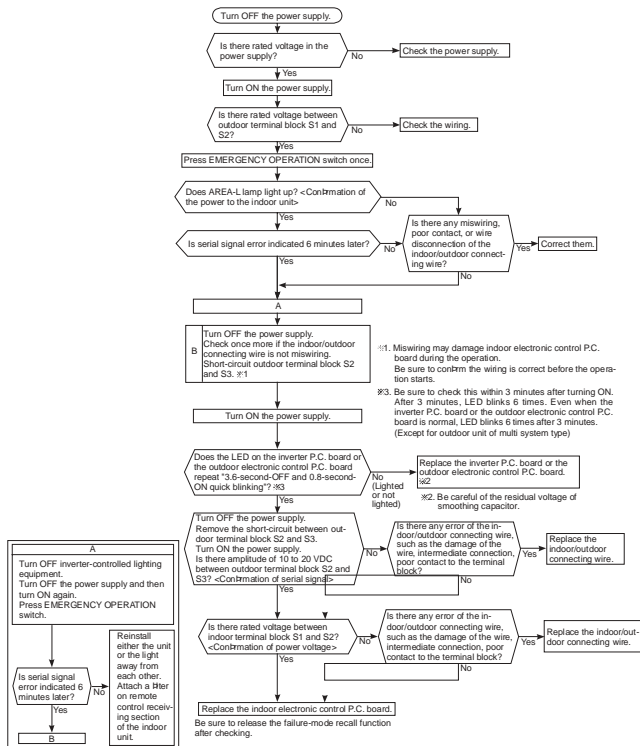 Turn OFF the power supply.
Is there rated voltage in the
power supply?
No
Check the power supply.
Yes
Turn ON the power supply.
Is there rated voltage between
outdoor terminal block S1 and
S2?
No
Check the wiring.
Yes
Press EMERGENCY OPERATION switch once.
Does AREA-L lamp light up? <ConÞrmation of
the power to the indoor unit>
No
Yes
Is there any miswiring,
poor contact, or wire
disconnection of the
indoor/outdoor connect-
ing wire?
Yes
Correct them.
No
Is serial signal error indicated 6 minutes later?
No
Yes
A
B
Turn OFF the power supply.
Check once more if the indoor/outdoor
connecting wire is not miswiring.
Short-circuit outdoor terminal block S2
and S3. ※1
※1. Miswiring may damage indoor electronic control P.C.
board during the operation.
Be sure to conÞrm the wiring is correct before the opera-
tion starts.
※3. Be sure to check this within 3 minutes after turning ON.
After 3 minutes, LED blinks 6 times. Even when the
inverter P.C. board or the outdoor electronic control P.C.
board is normal, LED blinks 6 times after 3 minutes.
(Except for outdoor unit of multi system type)
Turn ON the power supply.
Does the LED on the inverter P.C. board or
the outdoor electronic control P.C. board
repeat "3.6-second-OFF and 0.8-second-
ON quick blinking"? ※3
No
(Lighted or
not lighted)
Replace the inverter P.C. board or the
outdoor electronic control P.C. board.
※2
※2. Be careful of the residual voltage of
smoothing capacitor.
Yes
Turn OFF the power supply.
Remove the short-circuit between out-
door terminal block S2 and S3.
Turn ON the power supply.
Is there amplitude of 10 to 20 VDC
between outdoor terminal block S2 and
S3? <ConÞrmation of serial signal>
No
Is there any error of the in-
door/outdoor connecting wire,
such as the damage of the
wire, intermediate connection,
poor contact to the terminal
block?
Yes
Replace the
indoor/outdoor
connecting wire.
Yes
No
Is there rated voltage between
indoor terminal block S1 and S2?
<ConÞrmation of power voltage>
No
Is there any error of the in-
door/outdoor connecting wire,
such as the damage of the wire,
intermediate connection, poor
contact to the terminal block?
Yes
Replace the indoor/out-
door connecting wire.
Yes
No
Replace the indoor electronic control P.C. board.
Be sure to release the failure-mode recall function
after checking.
A
Turn OFF inverter-controlled lighting
equipment.
Turn OFF the power supply and then
turn ON again.
Press EMERGENCY OPERATION
switch.
Is serial signal
error indicated 6
minutes later?
No
Reinstall
either the unit
or the light
away from
each other.
Attach a Þlter
on remote
control receiv-
ing section
of the indoor
unit.
Yes
B